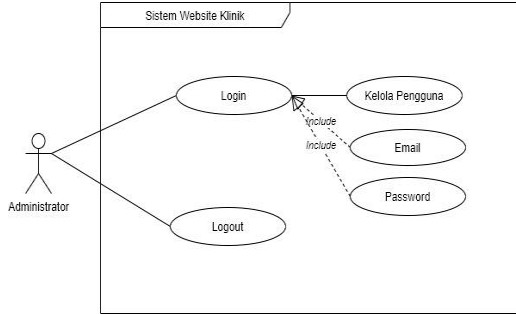 Sistem Website Klinik
Login
Kelola Pengguna
Include
Email
Include
Password
Administrator
Logout